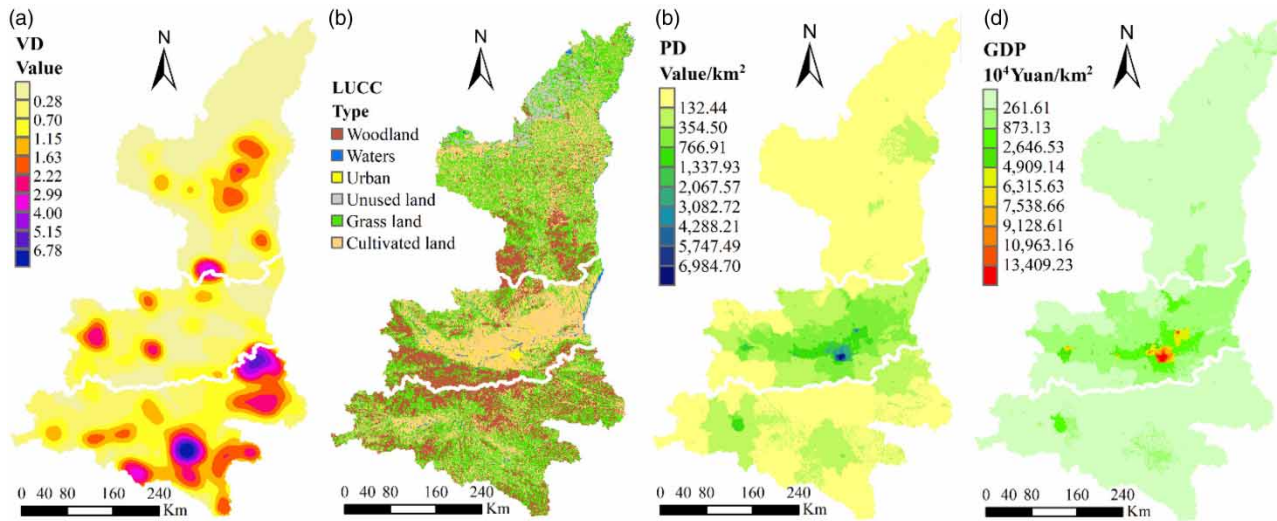 (a)
VD
Value
0.28
0.70
1.15
1.63
2.22
2.99
4.00
5.15
6.78
N
0 40 80 160 240
Km
(b)
LUCC
Type
Woodland
Waters
Urban
Unused land
Grass land
Cultivated land
N
0 40 80 160 240
Km
(b)
PD
Value/km²
132.44
354.50
766.91
1,337.93
2,067.57
3,082.72
4,288.21
5,747.49
6,984.70
N
0 40 80 160 240
Km
(d)
GDP
10⁴Yuan/km²
261.61
873.13
2,646.53
4,909.14
6,315.63
7,538.66
9,128.61
10,963.16
13,409.23
N
0 40 80 160 240
Km